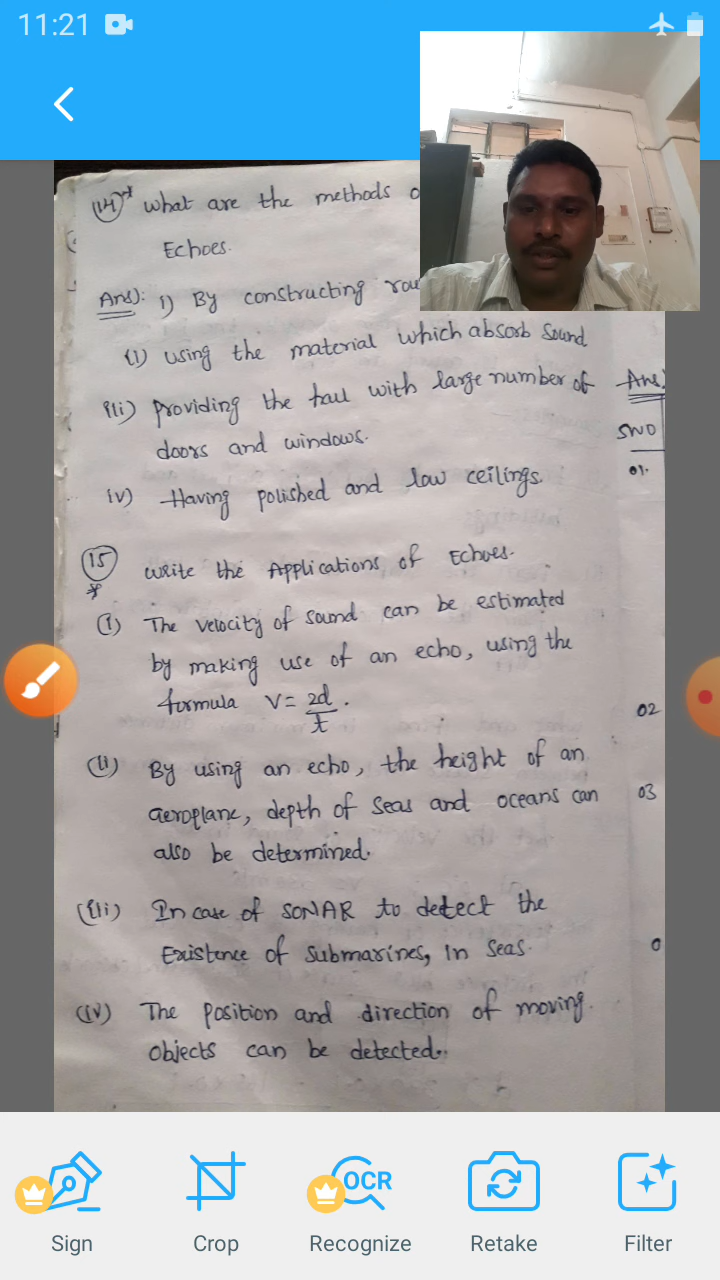 11:21
14 What are the methods
Echoes.
Ans): i) By constructing
(i) using the material which absorb sound
(iii) providing the hall with large number of
doors and windows.
iv) Having polished and low ceilings.
15 write the Applications of Echoes.
(i) The velocity of sound can be estimated
by making use of an echo, using the
formula V = 2d/t.
(ii) By using an echo, the height of an
aeroplane, depth of seas and oceans can
also be determined.
(iii) In case of SONAR to detect the
Existence of submarines, in seas.
(iv) The position and direction of moving.
objects can be detected.
Ans)
SNO
01.
02
03
0
OCR
Sign
Crop
Recognize
Retake
Filter